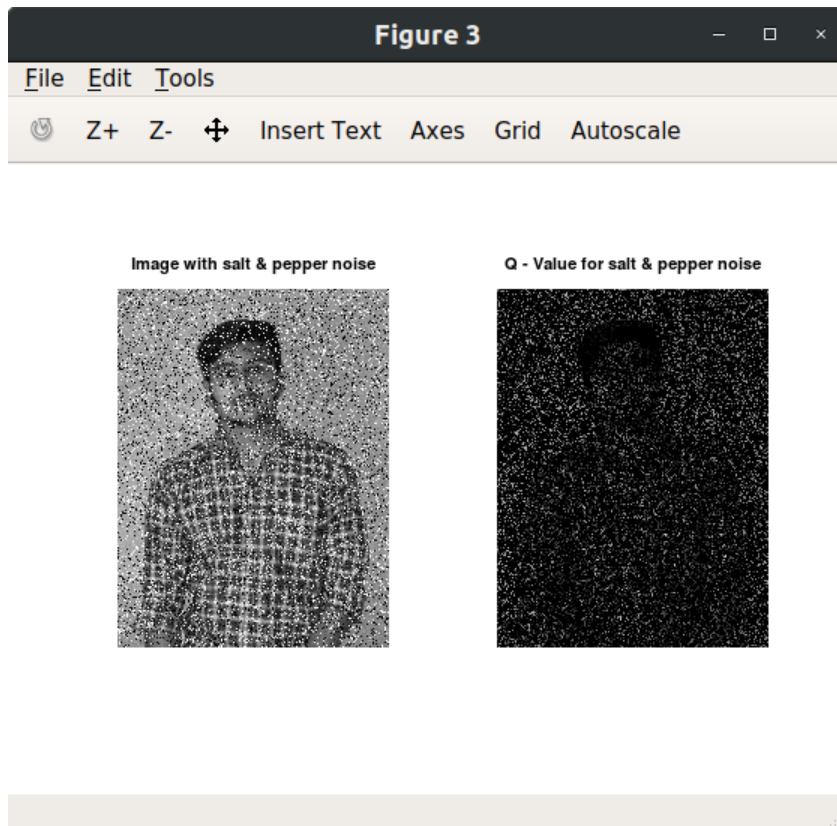 Figure 3
File Edit Tools
Z+ Z- Insert Text Axes Grid Autoscale
Image with salt & pepper noise
Q - Value for salt & pepper noise